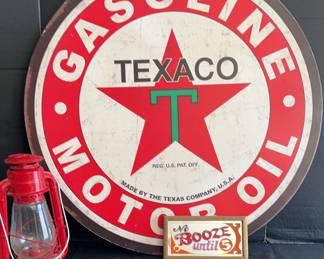 GASOLINE
TEXACO
T
REG. U.S. PAT. OFF.
MADE BY THE TEXAS COMPANY, U.S.A.
MOTOR OIL
No
BOOZE
until
5